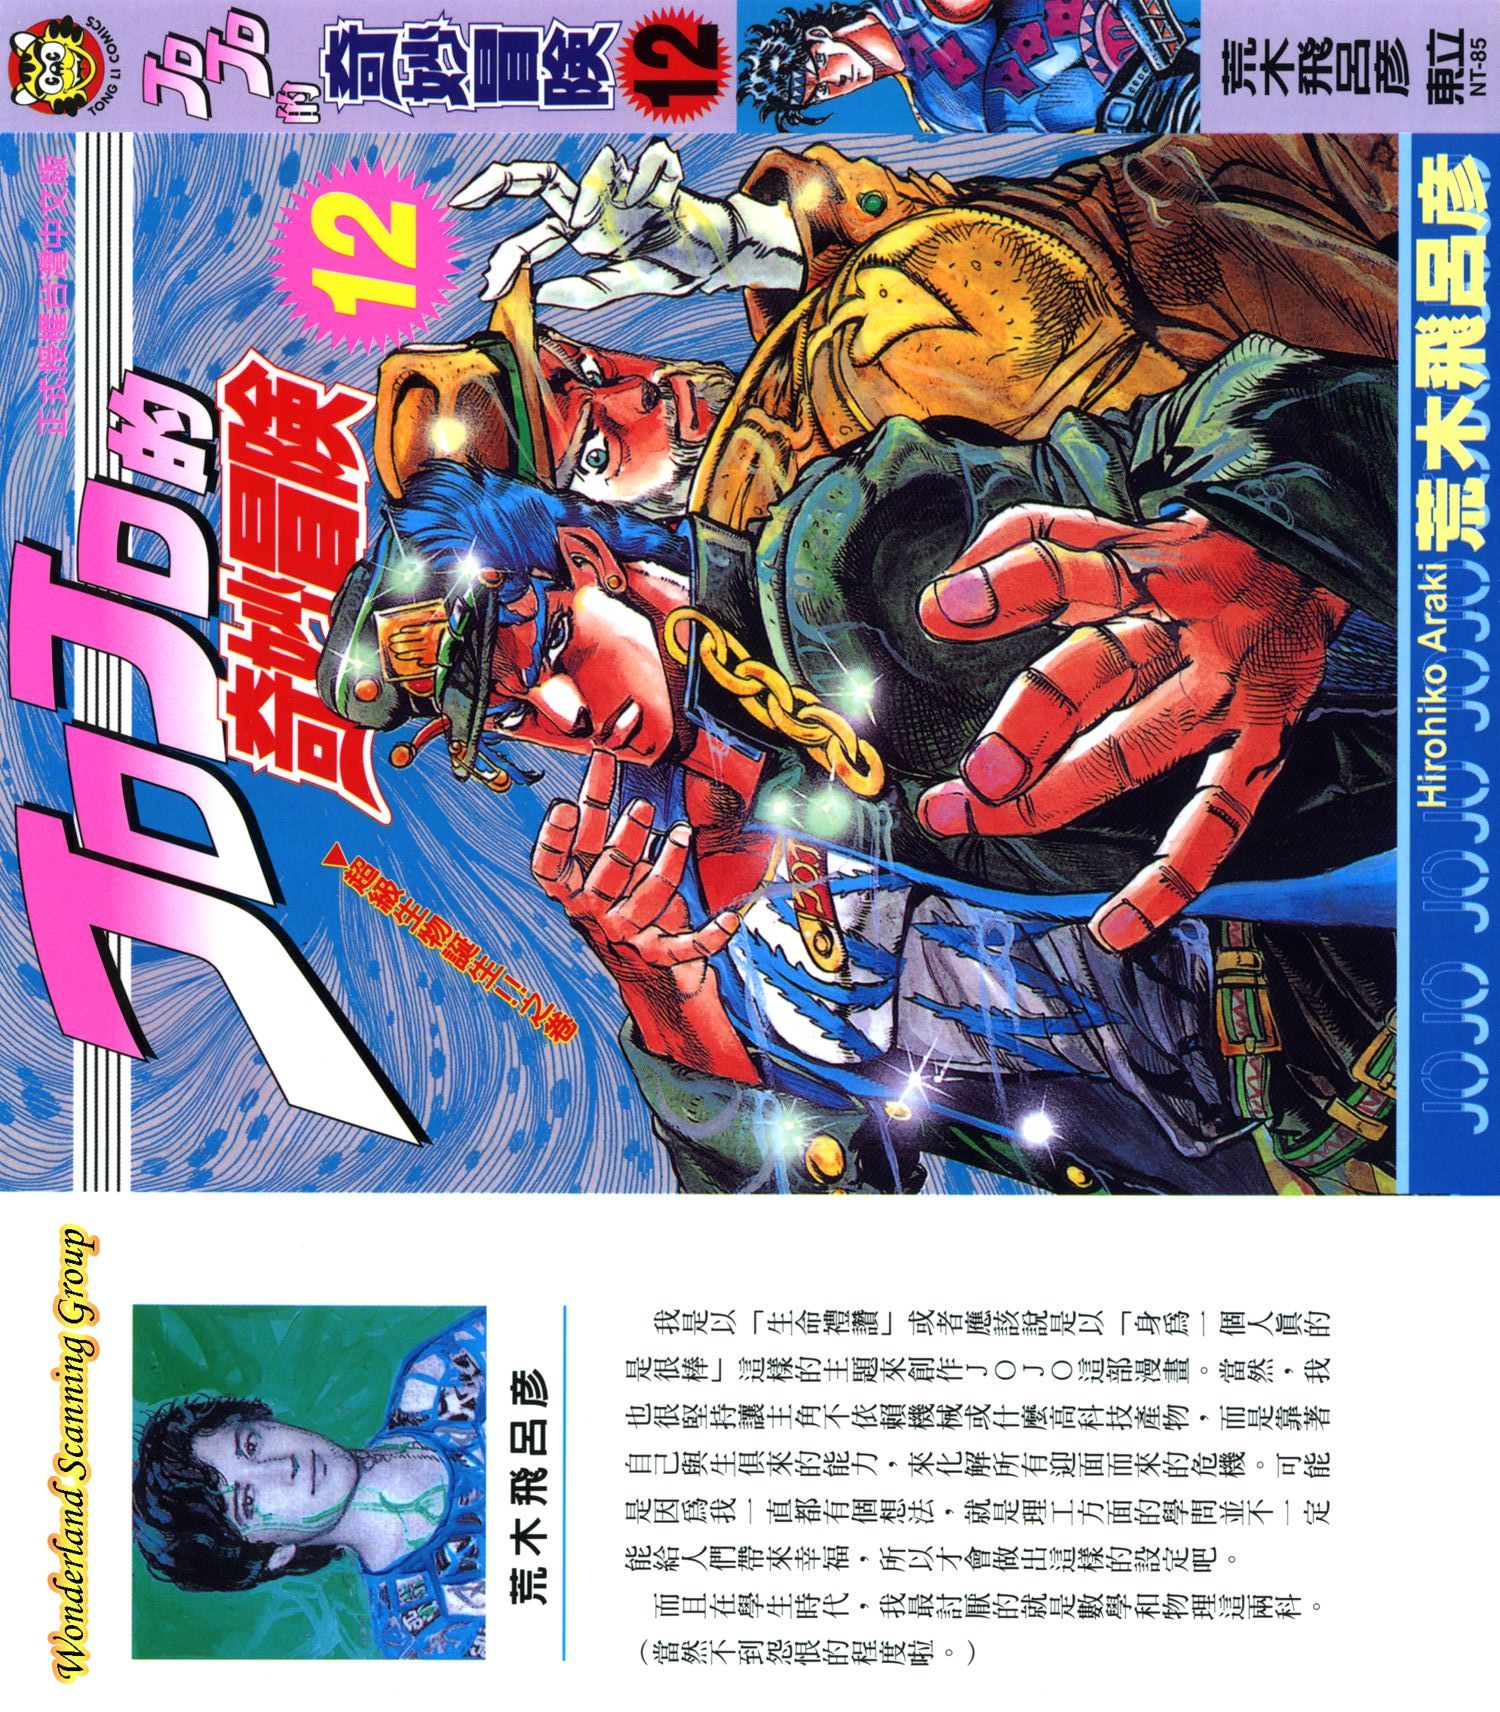 TONG LI COMICS
JOJO的
奇妙冒險
12
荒木飛呂彦
東立
NT-85
正式授權台灣中文版
JOJO的
奇妙冒險
12
超級生物誕生!!之卷
Hirohiko Araki 荒木飛呂彦
JOJO JOJO JOJO
Wonderland Scanning Group
荒木飛呂彦
我是以「生命禮讚」或者應該說是以「身為一個人真的
是很棒」這樣的主題來創作ＪＯＪＯ這部漫畫。當然，我
也很堅持讓主角不依賴機械或什麼高科技產物，而是靠著
自己與生俱來的能力，來化解所有迎面而來的危機。可能
是因為我一直都有個想法，就是理工方面的學問並不一定
能給人們帶來幸福，所以才會做出這樣的設定吧。
而且在學生時代，我最討厭的就是數學和物理這兩科。
（當然不到怨恨的程度啦。）